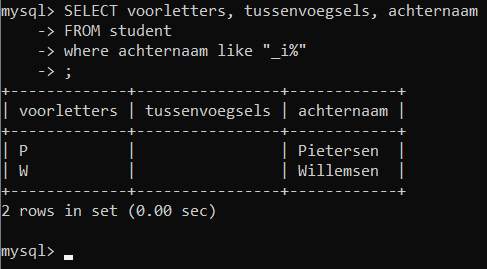 mysql> SELECT voorletters, tussenvoegsels, achternaam
    -> FROM student
    -> where achternaam like "_i%"
    -> ;
+-------------+----------------+------------+
| voorletters | tussenvoegsels | achternaam |
+-------------+----------------+------------+
| P           |                | Pietersen  |
| W           |                | Willemsen  |
+-------------+----------------+------------+
2 rows in set (0.00 sec)

mysql> _